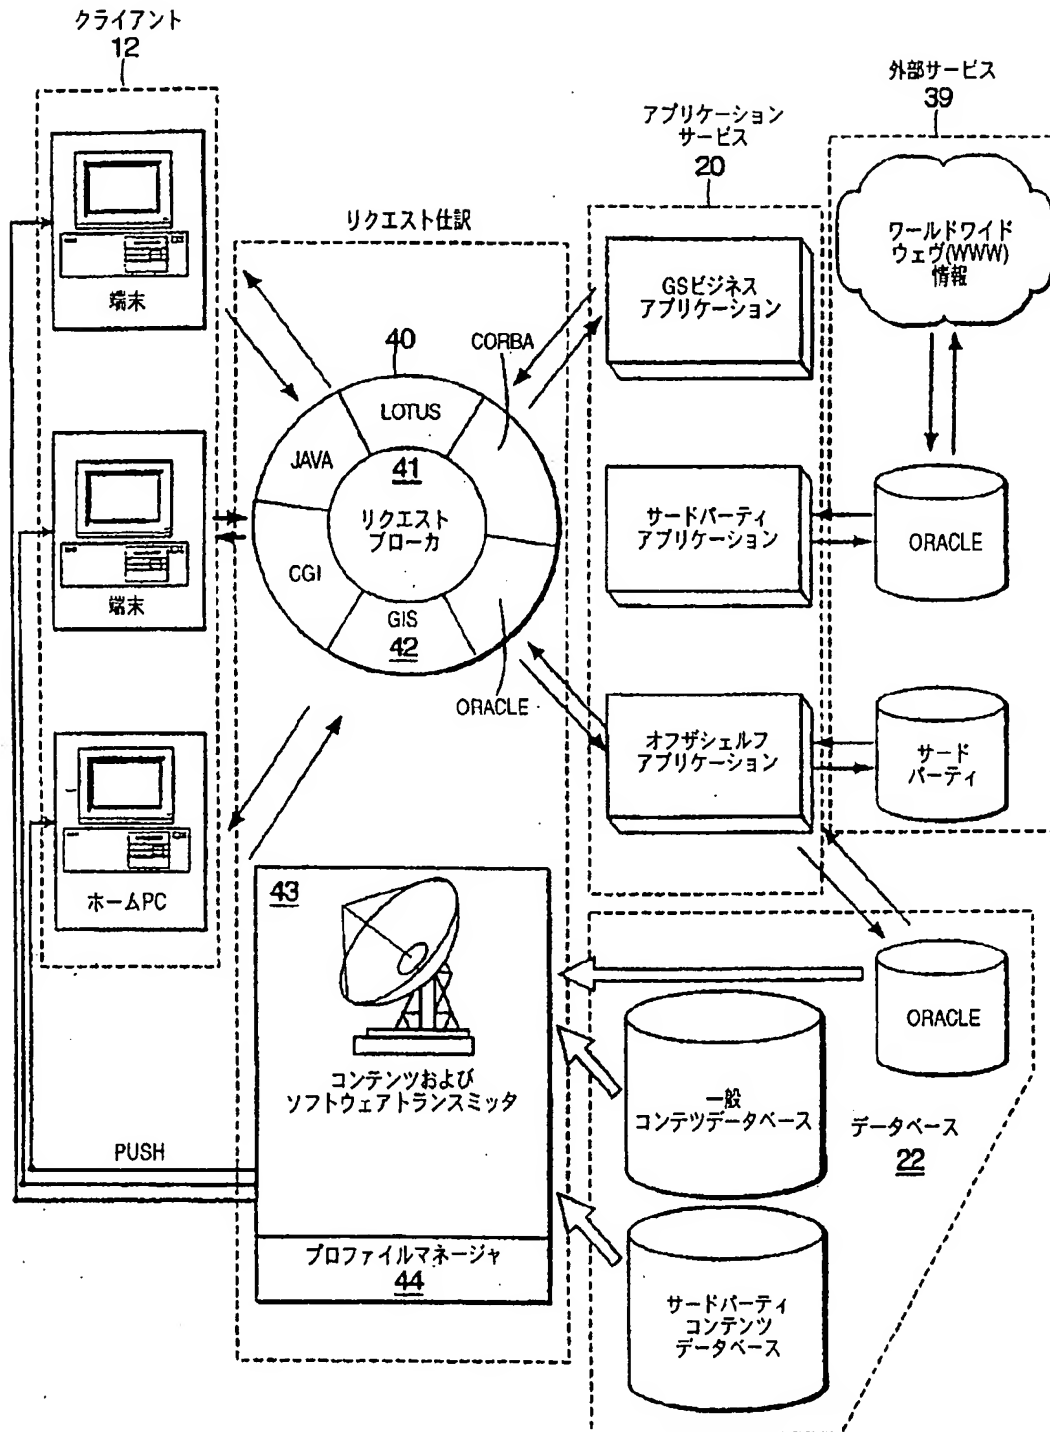 クライアント
12
端末
端末
ホームPC
PUSH
リクエスト仕訳
40
CORBA
LOTUS
JAVA
41
リクエスト
ブローカ
CGI
GIS
42
ORACLE
43
コンテンツおよび
ソフトウェアトランスミッタ
プロファイルマネージャ
44
アプリケーション
サービス
20
GSビジネス
アプリケーション
サードパーティ
アプリケーション
オフザシェルフ
アプリケーション
外部サービス
39
ワールドワイド
ウェヴ(WWW)
情報
ORACLE
サード
パーティ
ORACLE
一般
コンテツデータベース
データベース
22
サードパーティ
コンテンツ
データベース